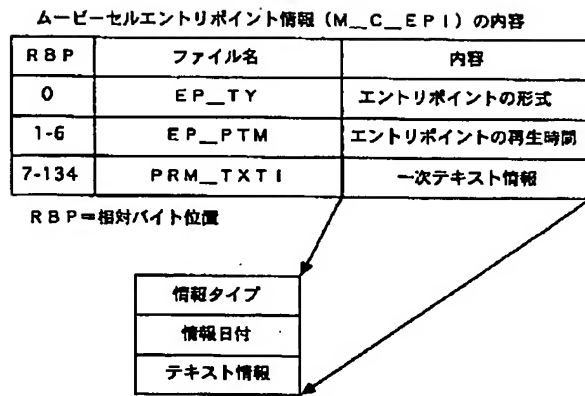 ムービーセルエントリポイント情報（M＿C＿EPI）の内容
RBP ファイル名 内容
0 EP＿TY エントリポイントの形式
1-6 EP＿PTM エントリポイントの再生時間
7-134 PRM＿TXTI 一次テキスト情報
RBP＝相対バイト位置
情報タイプ
情報日付
テキスト情報